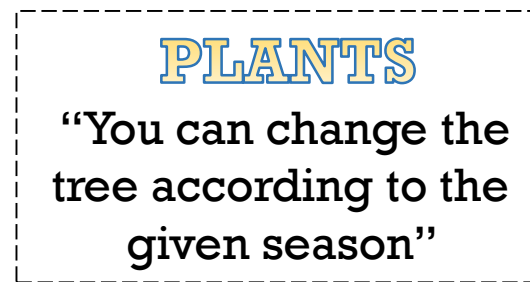 PLANTS
“You can change the
tree according to the
given season”